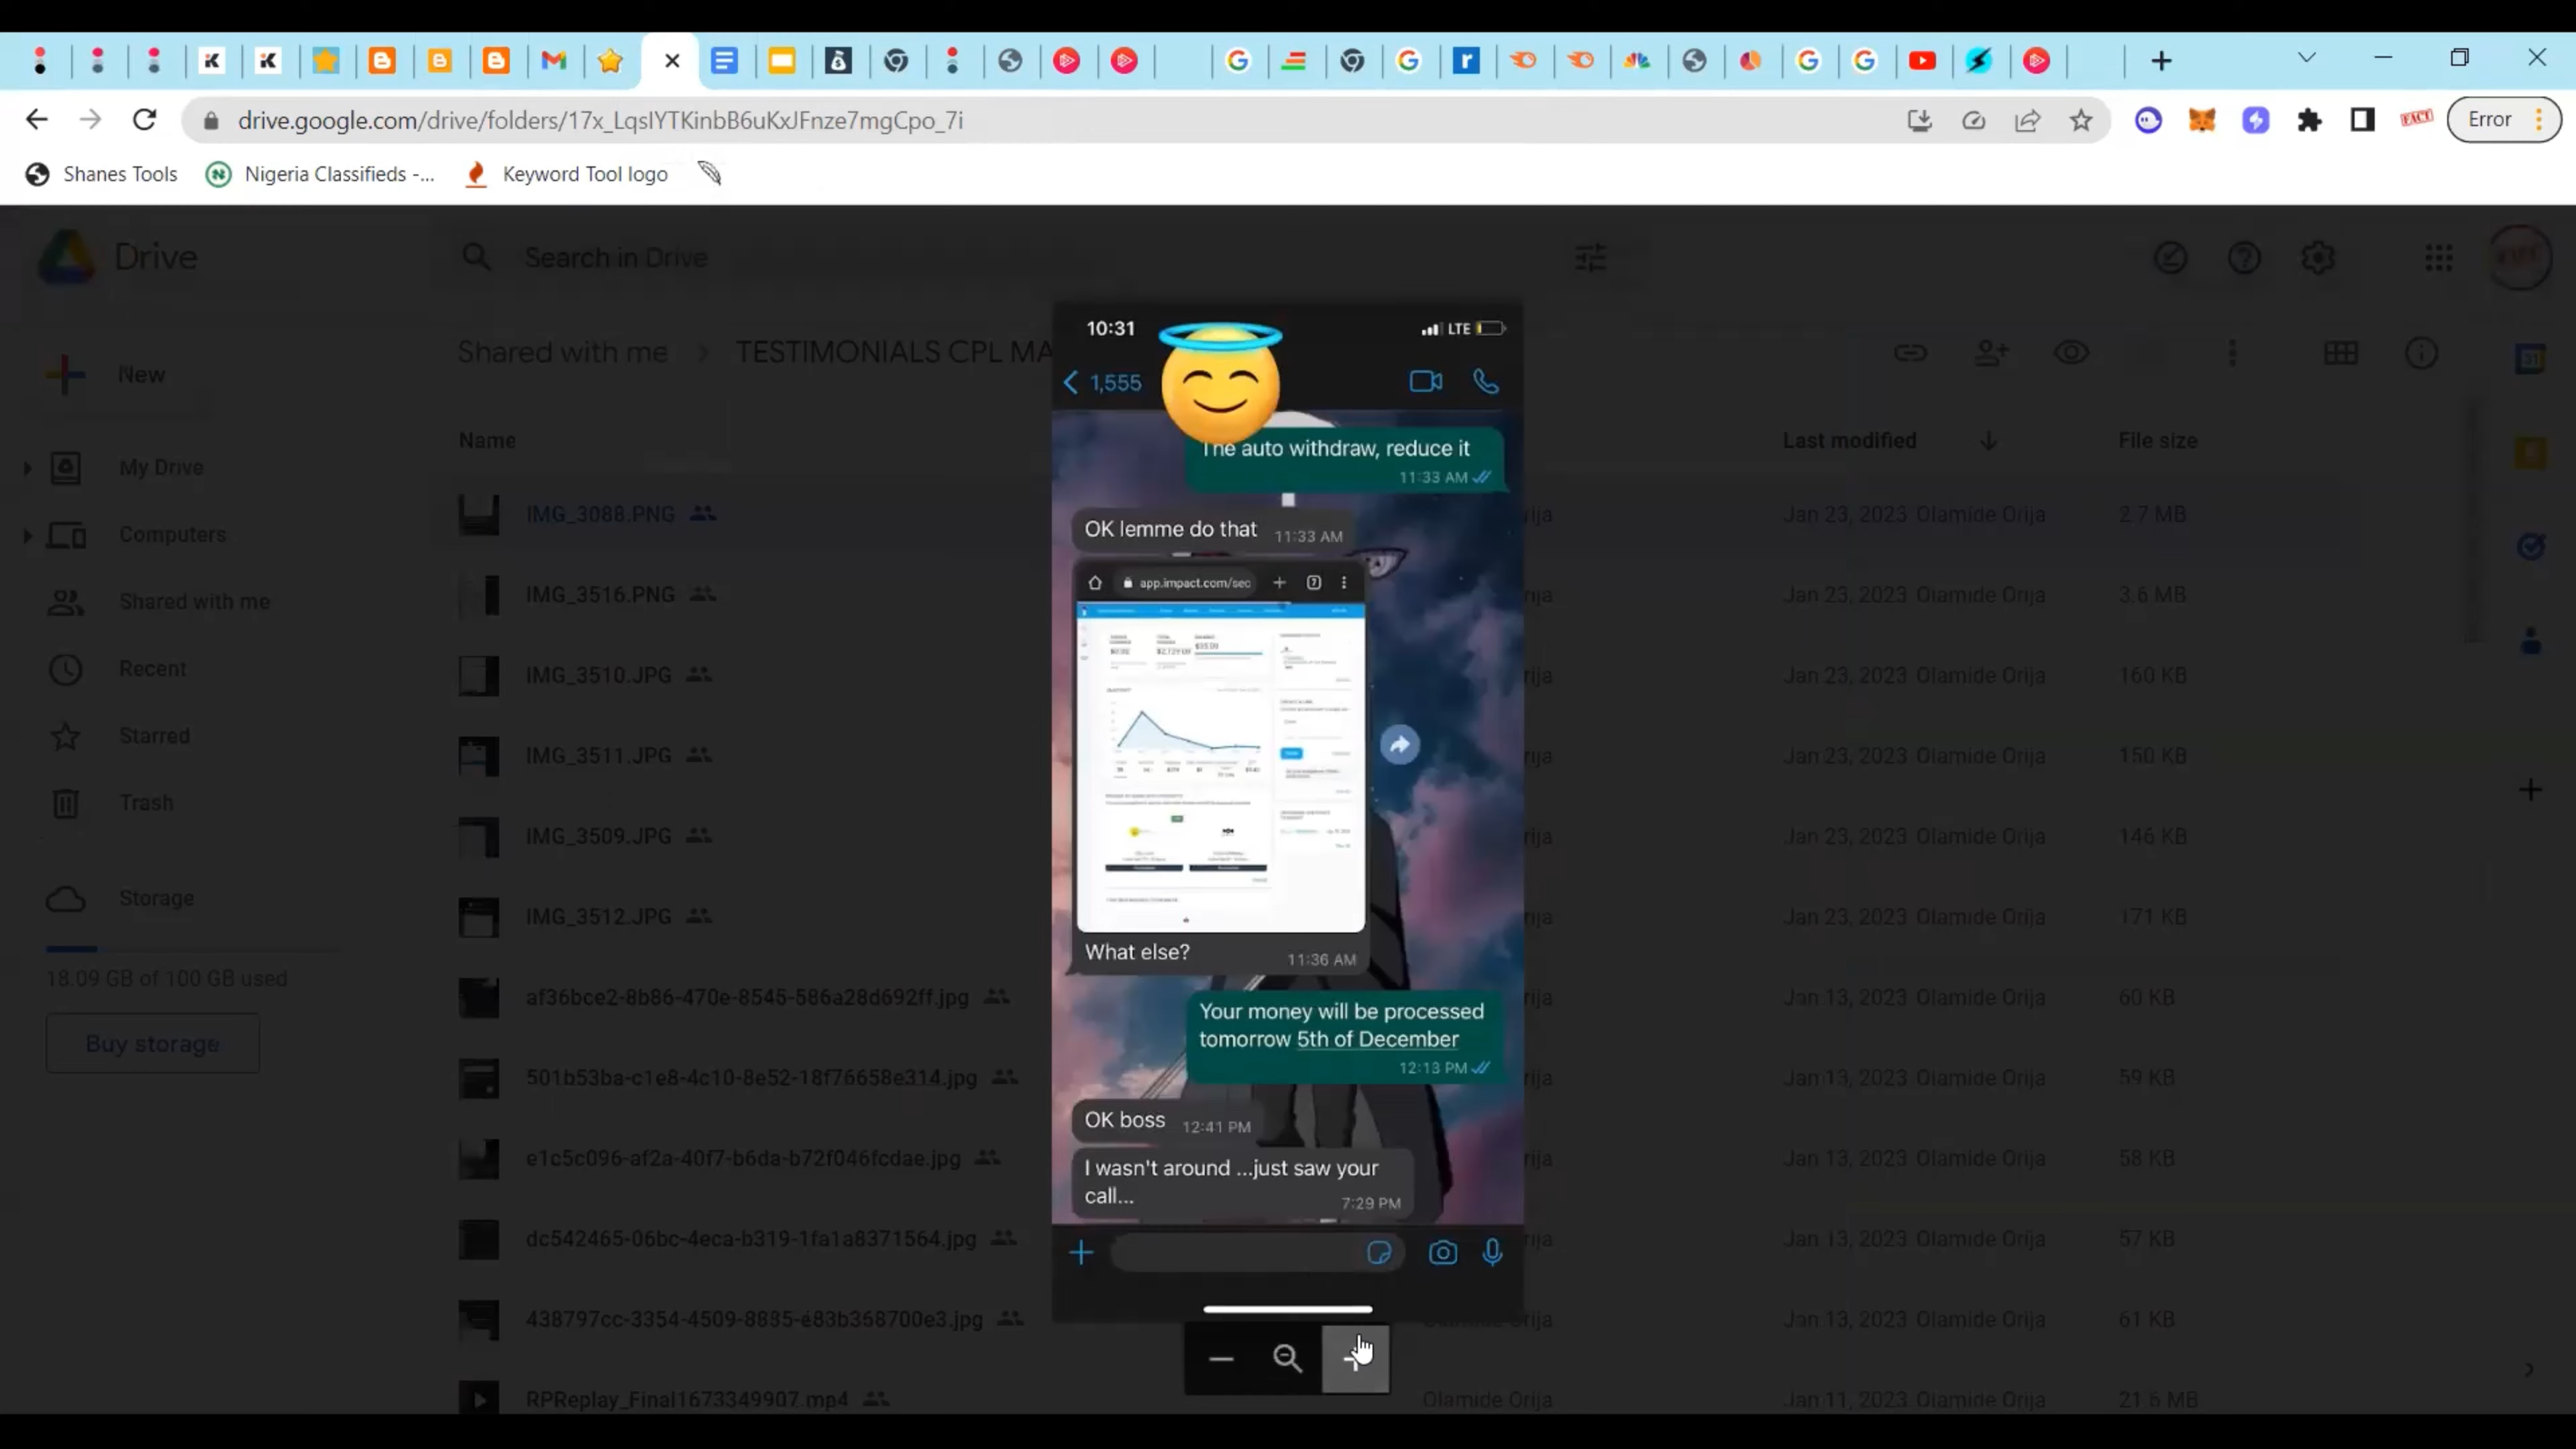 drive.google.com/drive/folders/17x_LqsIYTKinbB6uKxJFnze7mgCpo_7i
Error
Shanes Tools
Nigeria Classifieds -...
Keyword Tool logo
Drive
Search in Drive
Shared with me > TESTIMONIALS CPL MA
New
My Drive
Computers
Shared with me
Recent
Starred
Trash
Storage
18.09 GB of 100 GB used
Buy storage
Name
Last modified
File size
IMG_3088.PNG
Jan 23, 2023 Olamide Orija
2.7 MB
IMG_3516.PNG
Jan 23, 2023 Olamide Orija
3.6 MB
IMG_3510.JPG
Jan 23, 2023 Olamide Orija
160 KB
IMG_3511.JPG
Jan 23, 2023 Olamide Orija
150 KB
IMG_3509.JPG
Jan 23, 2023 Olamide Orija
146 KB
IMG_3512.JPG
Jan 23, 2023 Olamide Orija
171 KB
af36bce2-8b86-470e-8545-586a28d692ff.jpg
Jan 13, 2023 Olamide Orija
60 KB
501b53ba-c1e8-4c10-8e52-18f76658e314.jpg
Jan 13, 2023 Olamide Orija
59 KB
e1c5c096-af2a-40f7-b6da-b72f046fcdae.jpg
Jan 13, 2023 Olamide Orija
58 KB
dc542465-06bc-4eca-b319-1fa1a8371564.jpg
Jan 13, 2023 Olamide Orija
57 KB
438797cc-3354-4509-8885-e83b368700e3.jpg
Jan 13, 2023 Olamide Orija
61 KB
RPReplay_Final1673349907.mp4
Olamide Orija
Jan 11, 2023 Olamide Orija
21.6 MB
10:31
LTE
1,555
The auto withdraw, reduce it
11:33 AM
OK lemme do that
11:33 AM
app.impact.com/sec
What else?
11:36 AM
Your money will be processed
tomorrow 5th of December
12:13 PM
OK boss
12:41 PM
I wasn't around ...just saw your
call...
7:29 PM